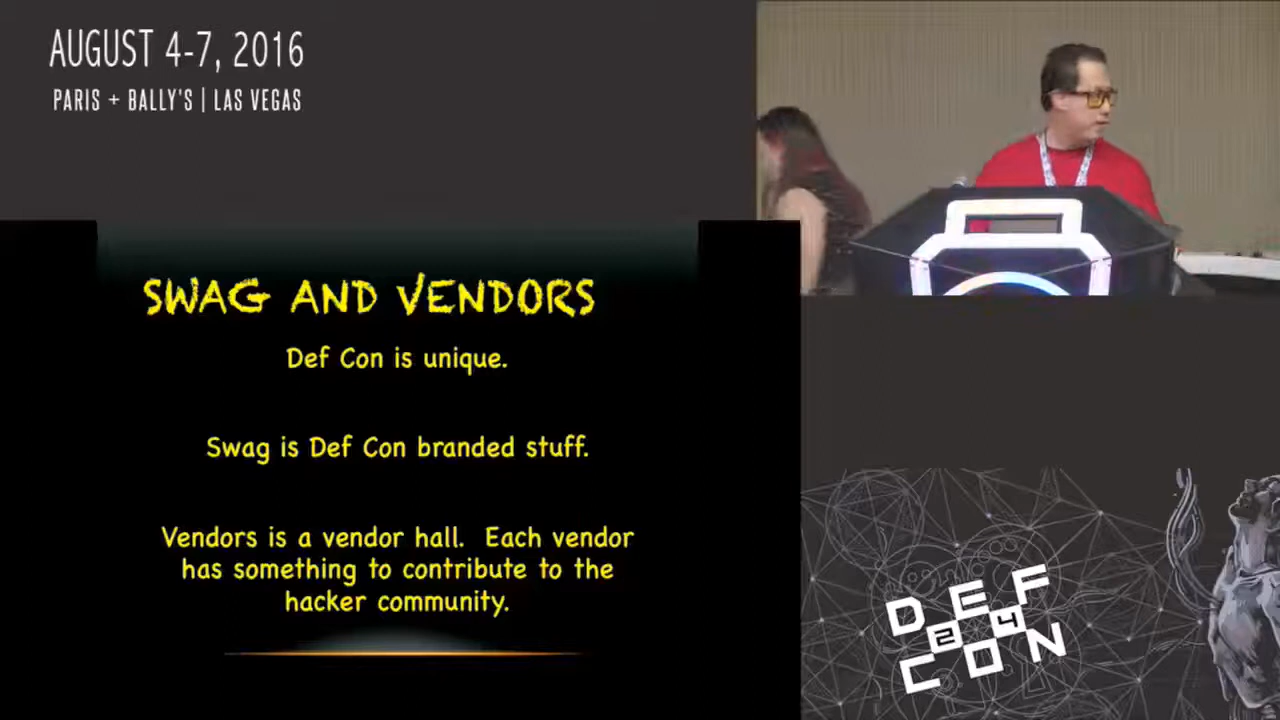 AUGUST 4-7, 2016
PARIS + BALLY'S | LAS VEGAS
SWAG AND VENDORS
Def Con is unique.
Swag is Def Con branded stuff.
Vendors is a vendor hall. Each vendor
has something to contribute to the
hacker community.
DEF
24
CON